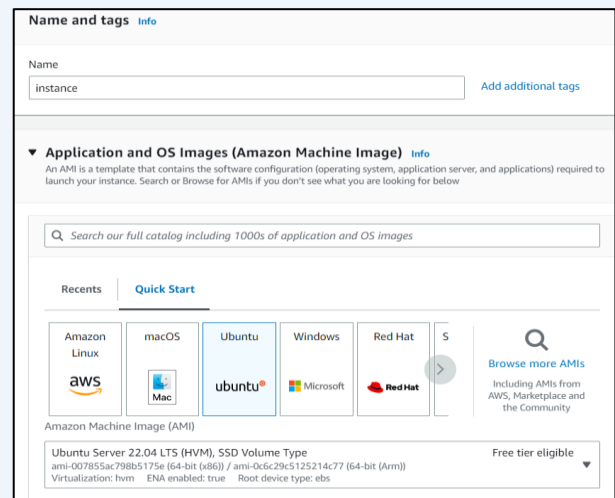 Name and tags Info
Name
instance
Add additional tags
Application and OS Images (Amazon Machine Image) Info
An AMI is a template that contains the software configuration (operating system, application server, and applications) required to
launch your instance. Search or Browse for AMIs if you don't see what you are looking for below
Search our full catalog including 1000s of application and OS images
Recents
Quick Start
Amazon
Linux
aws
macOS
Mac
Ubuntu
ubuntu
Windows
Microsoft
Red Hat
Red Hat
S
Browse more AMIs
Including AMIs from
AWS, Marketplace and
the Community
Amazon Machine Image (AMI)
Ubuntu Server 22.04 LTS (HVM), SSD Volume Type
Free tier eligible
ami-007855ac798b5175e (64-bit (x86)) / ami-0c6c29c5125214c77 (64-bit (Arm))
Virtualization: hvm ENA enabled: true Root device type: ebs